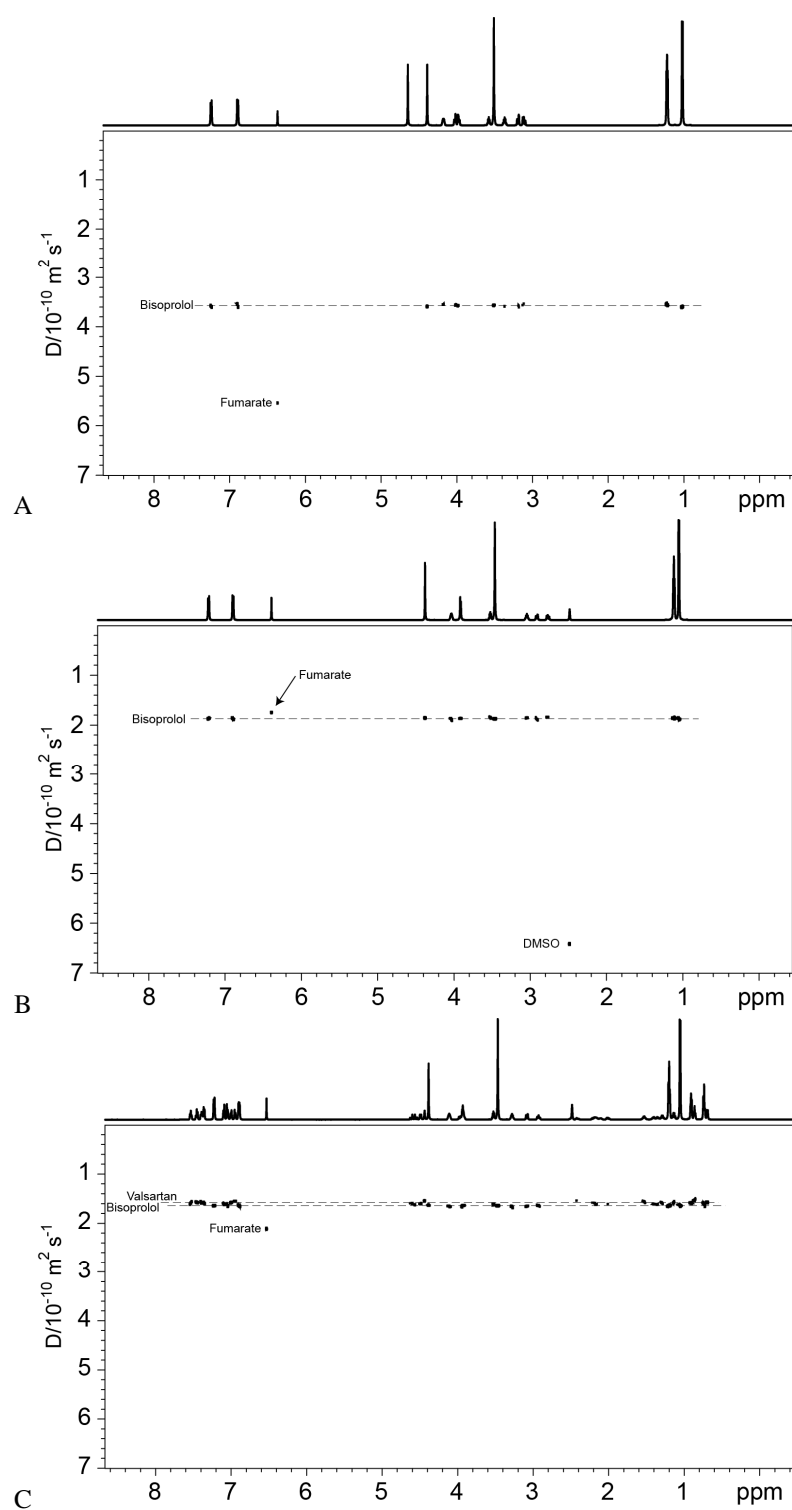 1
2
3
4
5
6
7
D/10⁻¹⁰ m² s⁻¹
Bisoprolol
Fumarate
8 7 6 5 4 3 2 1 ppm
A
1
2
3
4
5
6
7
D/10⁻¹⁰ m² s⁻¹
Fumarate
Bisoprolol
DMSO
8 7 6 5 4 3 2 1 ppm
B
1
2
3
4
5
6
7
D/10⁻¹⁰ m² s⁻¹
Valsartan
Bisoprolol
Fumarate
8 7 6 5 4 3 2 1 ppm
C